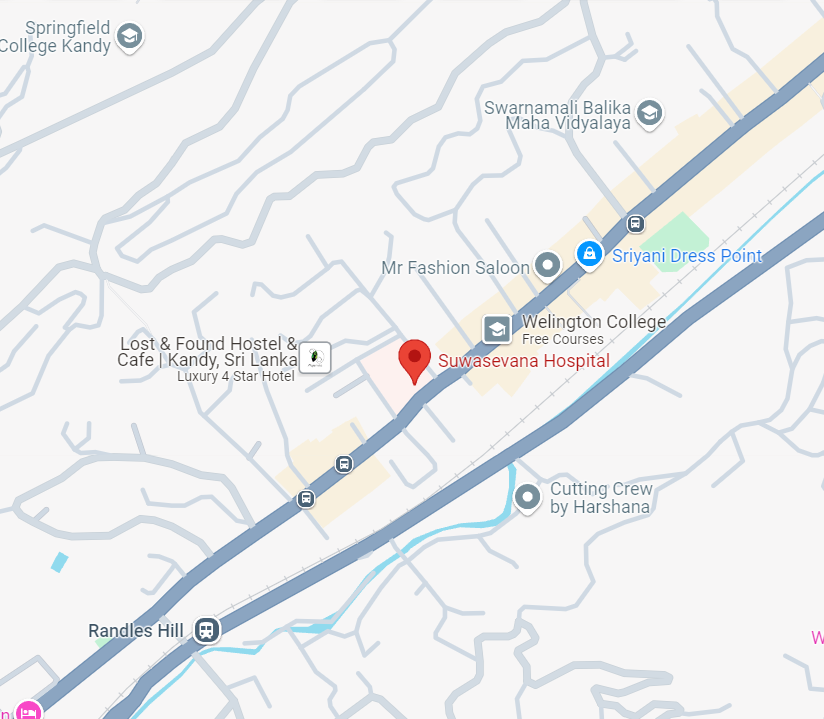 Springfield
College Kandy
Swarnamali Balika
Maha Vidyalaya
Sriyani Dress Point
Mr Fashion Saloon
Welington College
Free Courses
Lost & Found Hostel &
Cafe | Kandy, Sri Lanka
Luxury 4 Star Hotel
Suwasevana Hospital
Cutting Crew
by Harshana
Randles Hill
W
n